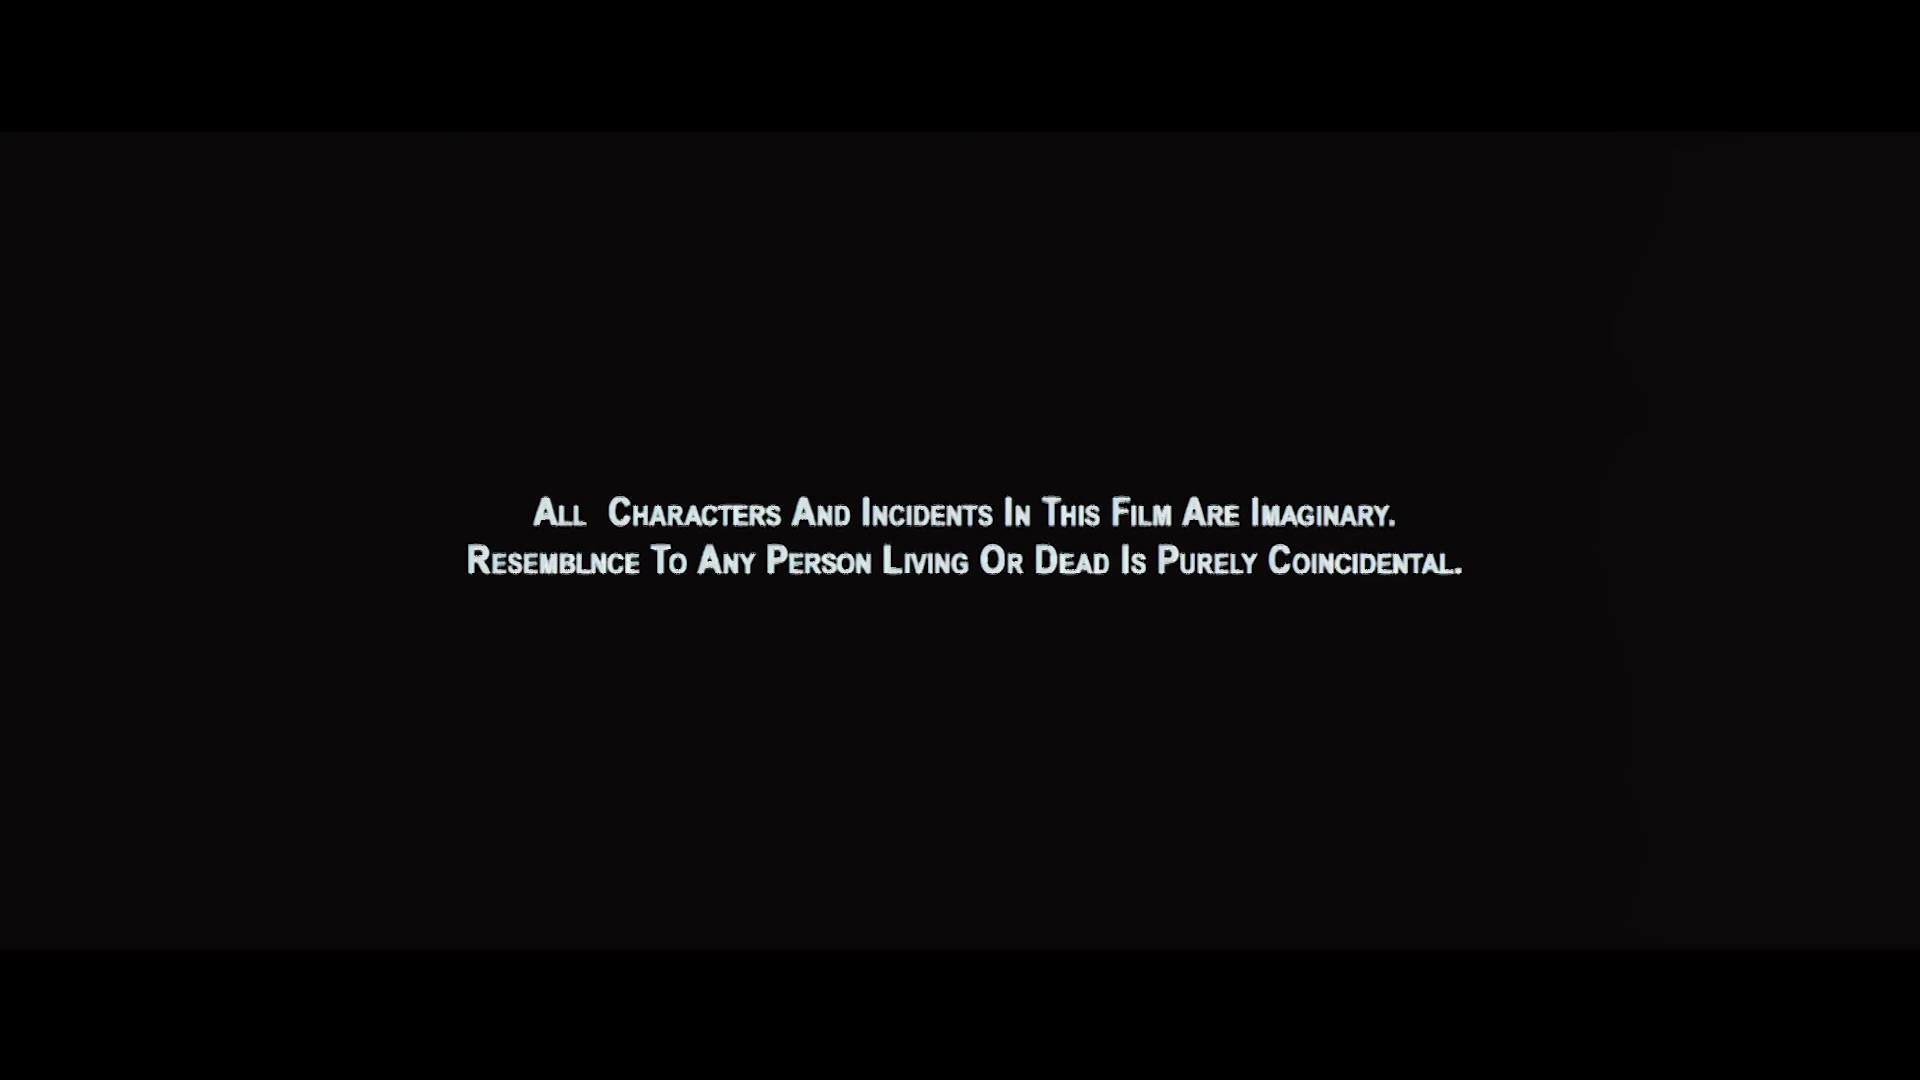 All  Characters And Incidents In This Film Are Imaginary.
Resemblnce To Any Person Living Or Dead Is Purely Coincidental.